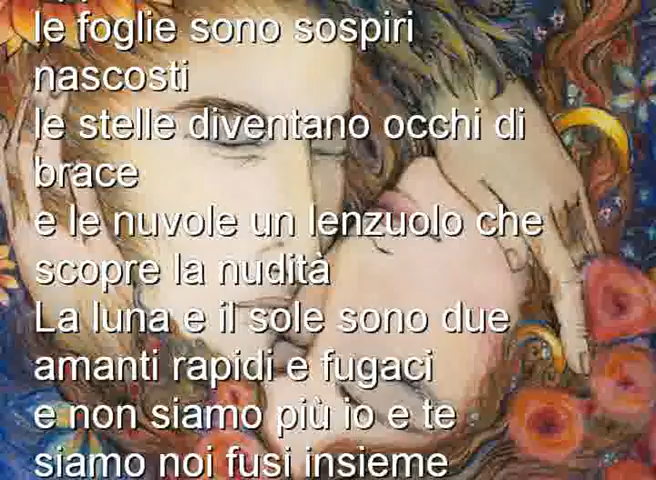 le foglie sono sospiri
nascosti
le stelle diventano occhi di
brace
e le nuvole un lenzuolo che
scopre la nudità
La luna e il sole sono due
amanti rapidi e fugaci
e non siamo più io e te
siamo noi fusi insieme